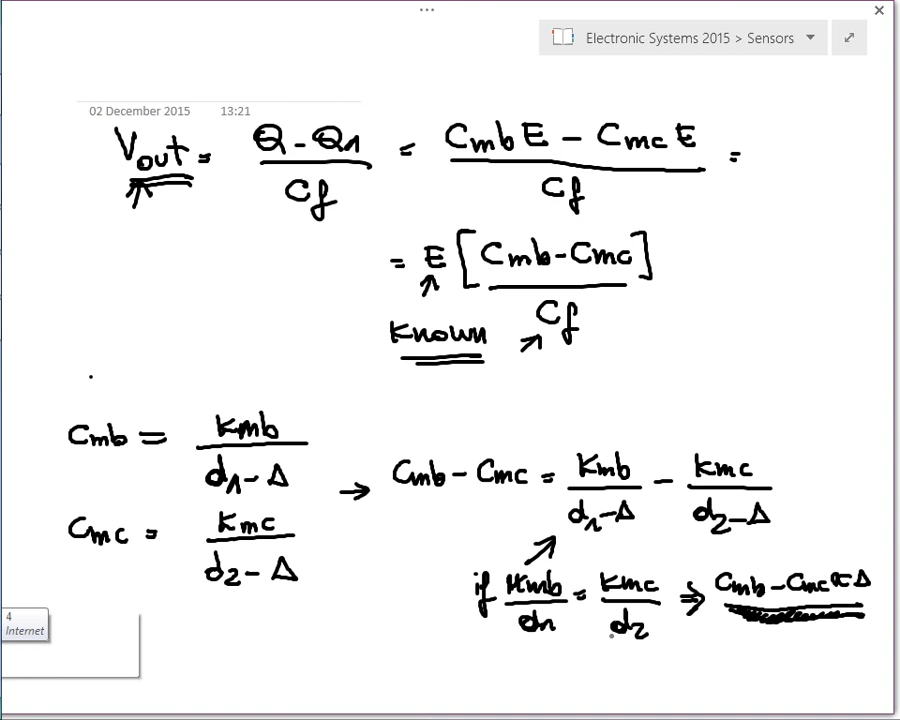 Electronic Systems 2015 > Sensors
02 December 2015 13:21
Vout = Q - Q1 / Cf = CmbE - CmcE / Cf =
= E [Cmb - Cmc] / Cf
Known
Cmb = Kmb / d1 - Δ
Cmc = Kmc / d2 - Δ
→ Cmb - Cmc = Kmb / d1 - Δ - Kmc / d2 - Δ
if Kmb / d1 = Kmc / d2 ⇒ Cmb - Cmc ∝ Δ
4
Internet